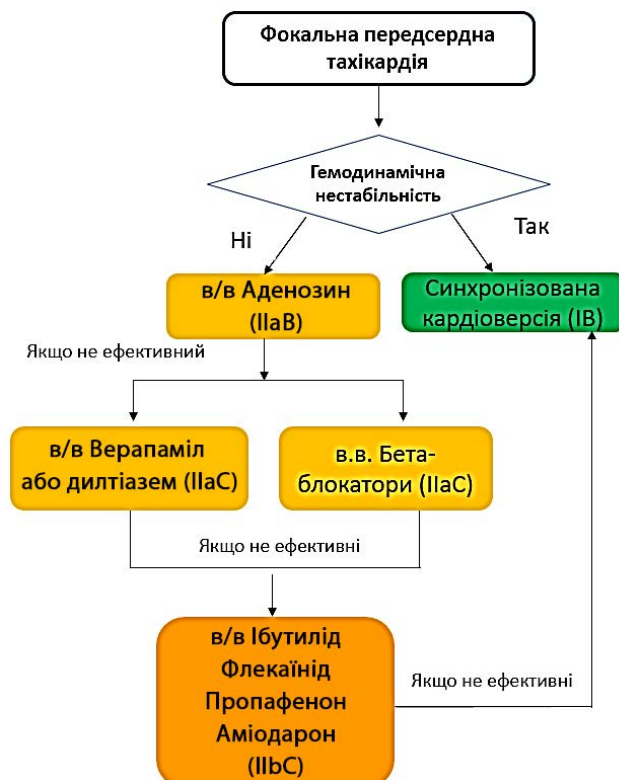 Фокальна передсердна
тахікардія
Гемодинамічна
нестабільність
Ні
Так
в/в Аденозин
(IIaB)
Синхронізована
кардіоверсія (IB)
Якщо не ефективний
в/в Верапаміл
або дилтіазем (IIaC)
в.в. Бета-
блокатори (IIaC)
Якщо не ефективні
в/в Ібутилід
Флекаїнід
Пропафенон
Аміодарон
(IIbC)
Якщо не ефективні